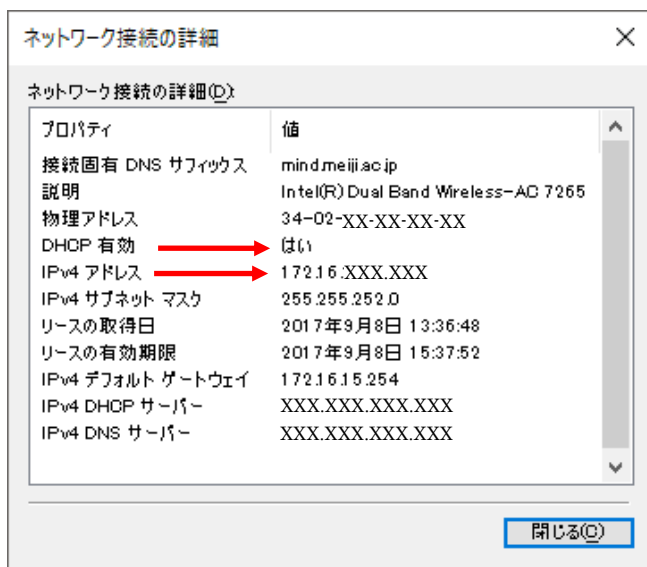 ネットワーク接続の詳細
ネットワーク接続の詳細(D):
プロパティ 値
接続固有 DNS サフィックス mind.meiji.ac.jp
説明 Intel(R) Dual Band Wireless-AC 7265
物理アドレス 34-02-XX-XX-XX-XX
DHCP 有効 はい
IPv4 アドレス 172.16.XXX.XXX
IPv4 サブネット マスク 255.255.252.0
リースの取得日 2017年9月8日 13:36:48
リースの有効期限 2017年9月8日 15:37:52
IPv4 デフォルト ゲートウェイ 172.16.15.254
IPv4 DHCP サーバー XXX.XXX.XXX.XXX
IPv4 DNS サーバー XXX.XXX.XXX.XXX
閉じる(C)